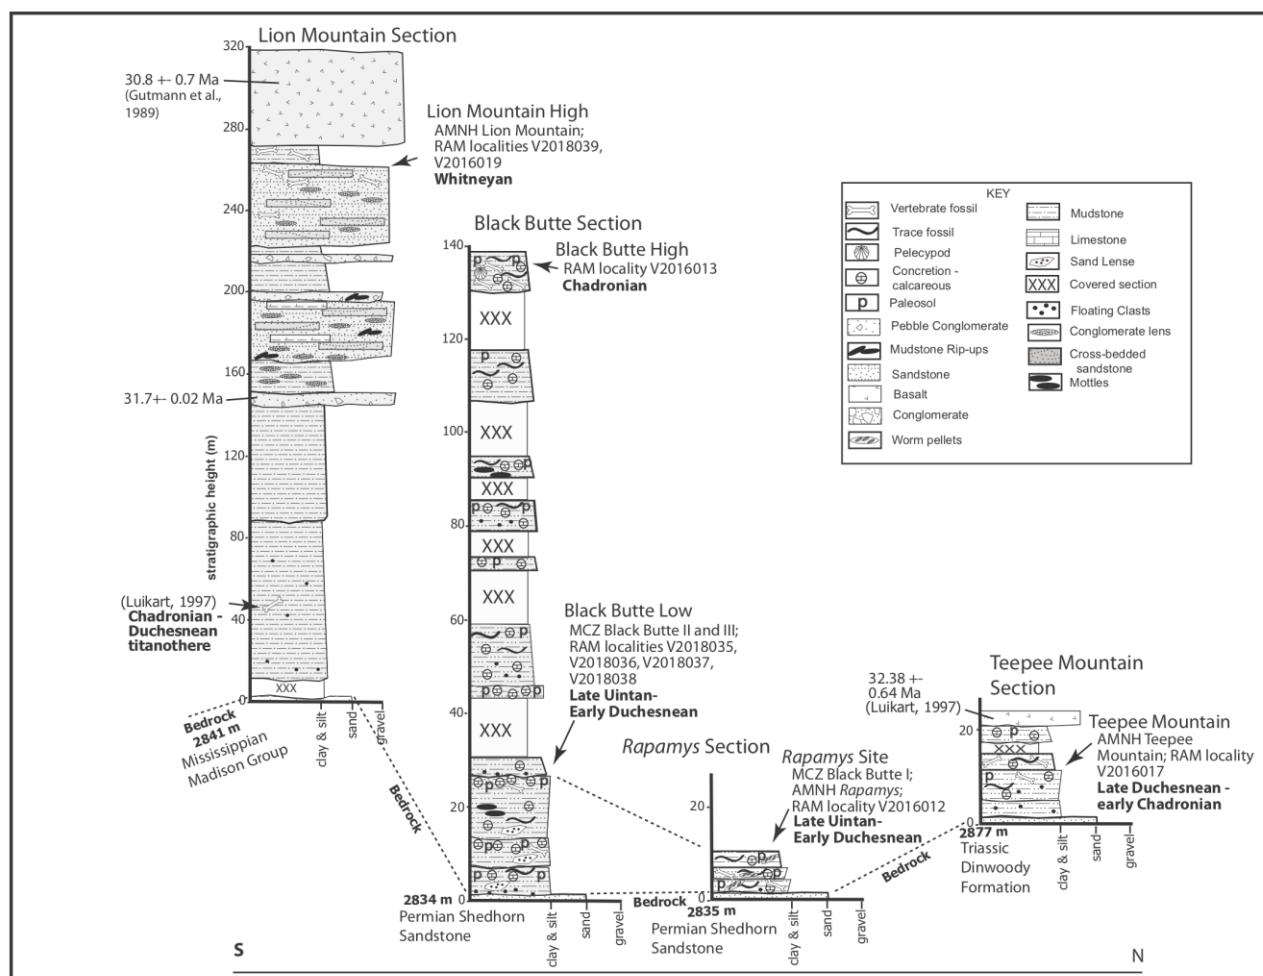 Lion Mountain Section
320
280
240
200
160
120
80
40
0
stratigraphic height (m)
30.8 +- 0.7 Ma
(Gutmann et al.,
1989)
Lion Mountain High
AMNH Lion Mountain;
RAM localities V2018039,
V2016019
Whitneyan
31.7+- 0.02 Ma
(Luikart, 1997)
Chadronian -
Duchesnean
titanothere
XXX
Bedrock
2841 m
Mississippian
Madison Group
clay & silt
sand
gravel
Bedrock
Black Butte Section
140
120
100
80
60
40
20
0
Black Butte High
RAM locality V2016013
Chadronian
p
p
XXX
p
XXX
p
XXX
p
XXX
p
XXX
p
p
p
XXX
Black Butte Low
MCZ Black Butte II and III;
RAM localities V2018035,
V2018036, V2018037,
V2018038
Late Uintan-
Early Duchesnean
p
p
p
p
p
p
2834 m
Permian Shedhorn
Sandstone
clay & silt
sand
gravel
Bedrock
Rapamys Section
20
0
Rapamys Site
MCZ Black Butte I;
AMNH Rapamys;
RAM locality V2016012
Late Uintan-
Early Duchesnean
p
p
p
2835 m
Permian Shedhorn
Sandstone
clay & silt
sand
gravel
Bedrock
Teepee Mountain
Section
32.38 +-
0.64 Ma
(Luikart, 1997)
20
0
Teepee Mountain
AMNH Teepee
Mountain; RAM locality
V2016017
Late Duchesnean -
early Chadronian
p
XXX
p
2877 m
Triassic
Dinwoody
Formation
clay & silt
sand
gravel
KEY
Vertebrate fossil
Trace fossil
Pelecypod
Concretion -
calcareous
p
Paleosol
Pebble Conglomerate
Mudstone Rip-ups
Sandstone
Basalt
Conglomerate
Worm pellets
Mudstone
Limestone
Sand Lense
XXX
Covered section
Floating Clasts
Conglomerate lens
Cross-bedded
sandstone
Mottles
S
N